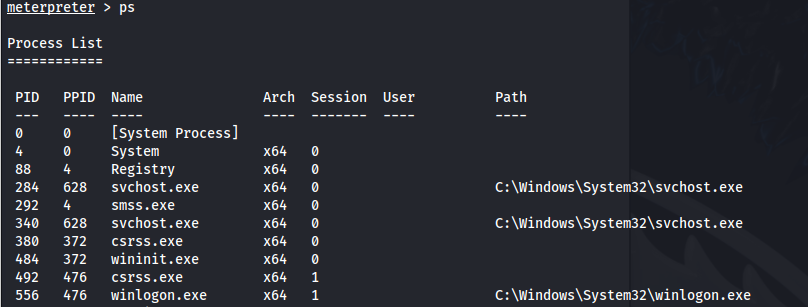 meterpreter > ps
Process List
============
PID PPID Name Arch Session User Path
--- ---- ---- ---- ------- ---- ----
0 0 [System Process]
4 0 System x64 0
88 4 Registry x64 0
284 628 svchost.exe x64 0 C:\Windows\System32\svchost.exe
292 4 smss.exe x64 0
340 628 svchost.exe x64 0 C:\Windows\System32\svchost.exe
380 372 csrss.exe x64 0
484 372 wininit.exe x64 0
492 476 csrss.exe x64 1
556 476 winlogon.exe x64 1 C:\Windows\System32\winlogon.exe